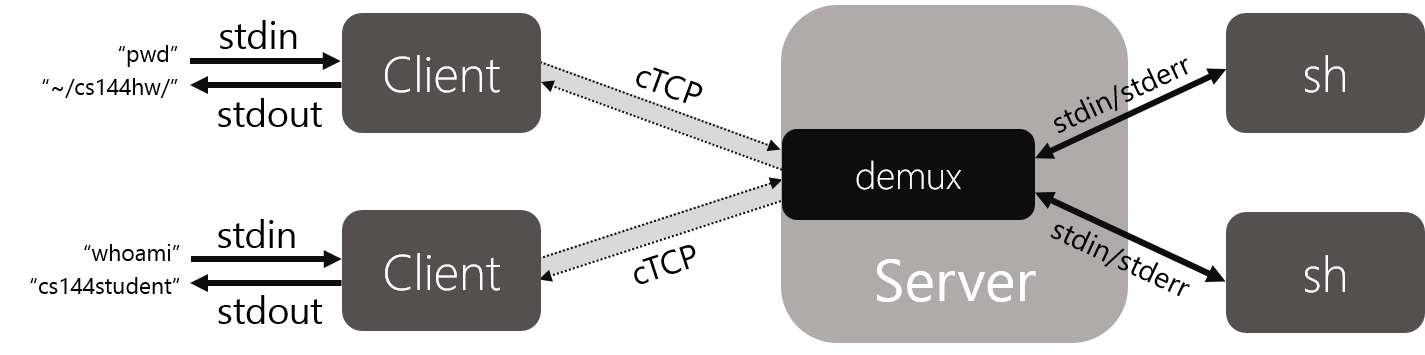 stdin
"pwd"
"~/cs144hw/"
stdout
Client
cTCP
stdin/stderr
sh
demux
Server
stdin
"whoami"
"cs144student"
stdout
Client
cTCP
stdin/stderr
sh